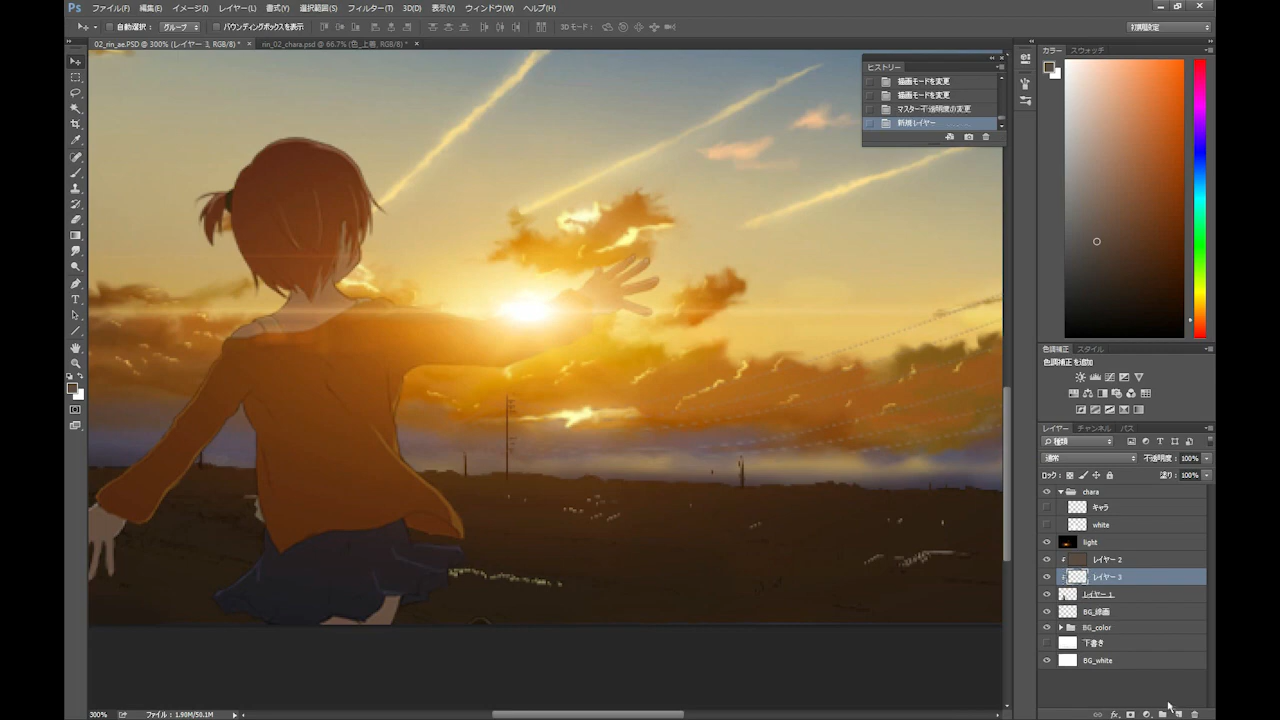 Ps ファイル(F) 編集(E) イメージ(I) レイヤー(L) 書式(Y) 選択範囲(S) フィルター(T) 3D(D) 表示(V) ウィンドウ(W) ヘルプ(H)
自動選択: グループ バウンディングボックスを表示 3Dモード: 初期設定
02_rin_ae.PSD @ 300% (レイヤー 3, RGB/8) * × rin_02_chara.psd @ 66.7% (色_上着, RGB/8) * ×
ヒストリー
描画モードを変更
描画モードを変更
マスター不透明度の変更
新規レイヤー
カラー スウォッチ
色調補正 スタイル
色調補正を追加
レイヤー チャンネル パス
種類
通常 不透明度: 100%
ロック: 塗り: 100%
chara
キャラ
white
light
レイヤー 2
レイヤー 3
レイヤー 1
BG_線画
BG_color
下書き
BG_white
300% ファイル : 1.90M/50.1M